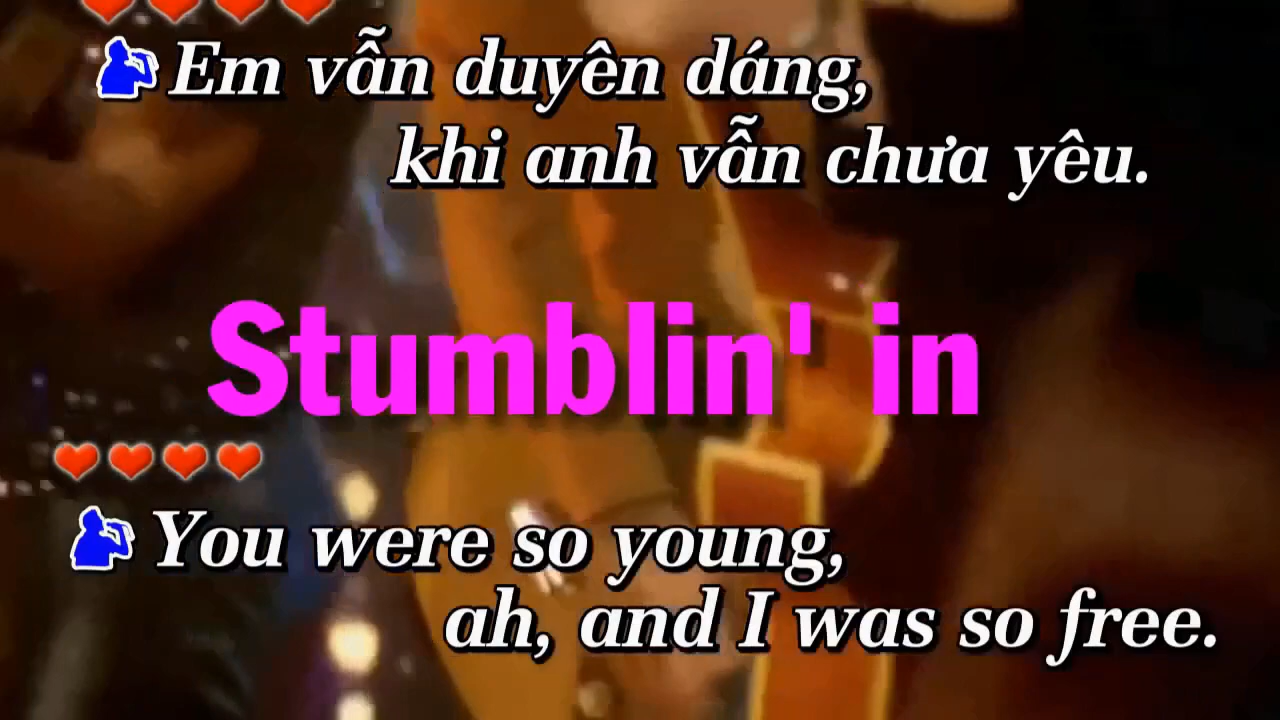 Em vẫn duyên dáng,
khi anh vẫn chưa yêu.
Stumblin' in
You were so young,
ah, and I was so free.